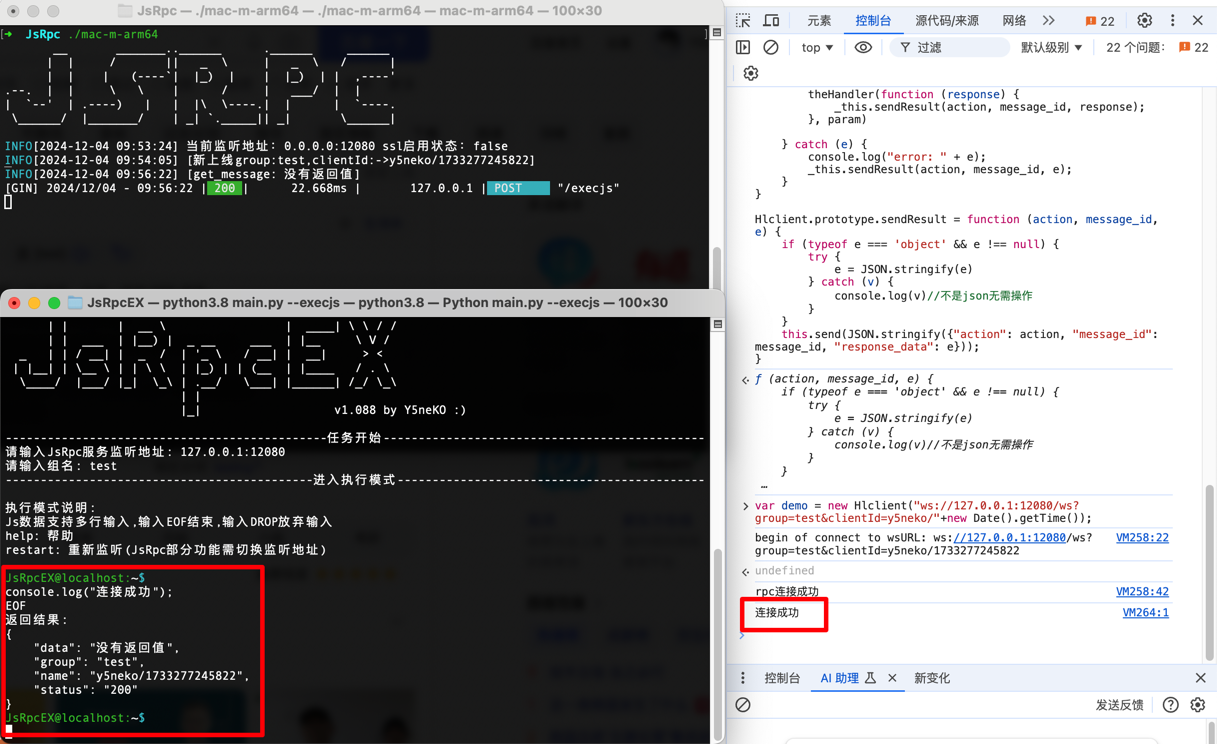 JsRpc — ./mac-m-arm64 — ./mac-m-arm64 — mac-m-arm64 — 100×30
[➜  JsRpc ./mac-m-arm64
JSRPC
INFO[2024-12-04 09:53:24] 当前监听地址: 0.0.0.0:12080 ssl启用状态: false
INFO[2024-12-04 09:54:05] [新上线group:test,clientId:->y5neko/1733277245822]
INFO[2024-12-04 09:56:22] [get_message: 没有返回值]
[GIN] 2024/12/04 - 09:56:22 | 200 |     22.668ms |       127.0.0.1 | POST     "/execjs"
JsRpcEX — python3.8 main.py --execjs — python3.8 — Python main.py --execjs — 100×30
JsRpcEX
v1.088 by Y5neKO :)
-----------------------------------------------任务开始-----------------------------------------------
请输入JsRpc服务监听地址: 127.0.0.1:12080
请输入组名: test
---------------------------------------------进入执行模式---------------------------------------------
执行模式说明:
Js数据支持多行输入,输入EOF结束,输入DROP放弃输入
help: 帮助
restart: 重新监听(JsRpc部分功能需切换监听地址)
JsRpcEX@localhost:~$
console.log("连接成功");
EOF
返回结果:
{
    "data": "没有返回值",
    "group": "test",
    "name": "y5neko/1733277245822",
    "status": "200"
}
JsRpcEX@localhost:~$
元素 控制台 源代码/来源 网络 22
top 过滤 默认级别 22 个问题: 22
theHandler(function (response) {
    _this.sendResult(action, message_id, response);
}, param)
} catch (e) {
    console.log("error: " + e);
    _this.sendResult(action, message_id, e);
}
}
Hlclient.prototype.sendResult = function (action, message_id,
e) {
    if (typeof e === 'object' && e !== null) {
        try {
            e = JSON.stringify(e)
        } catch (v) {
            console.log(v)//不是json无需操作
        }
    }
    this.send(JSON.stringify({"action": action, "message_id":
message_id, "response_data": e}));
}
ƒ (action, message_id, e) {
    if (typeof e === 'object' && e !== null) {
        try {
            e = JSON.stringify(e)
        } catch (v) {
            console.log(v)//不是json无需操作
        }
    }
…
var demo = new Hlclient("ws://127.0.0.1:12080/ws?
group=test&clientId=y5neko/"+new Date().getTime());
begin of connect to wsURL: ws://127.0.0.1:12080/ws? VM258:22
group=test&clientId=y5neko/1733277245822
undefined
rpc连接成功 VM258:42
连接成功 VM264:1
控制台 AI 助理 新变化
发送反馈